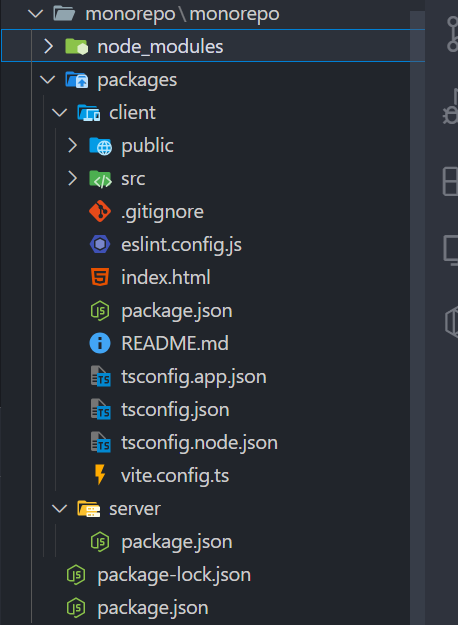 monorepo\monorepo
node_modules
packages
client
public
src
.gitignore
eslint.config.js
index.html
package.json
README.md
tsconfig.app.json
tsconfig.json
tsconfig.node.json
vite.config.ts
server
package.json
package-lock.json
package.json